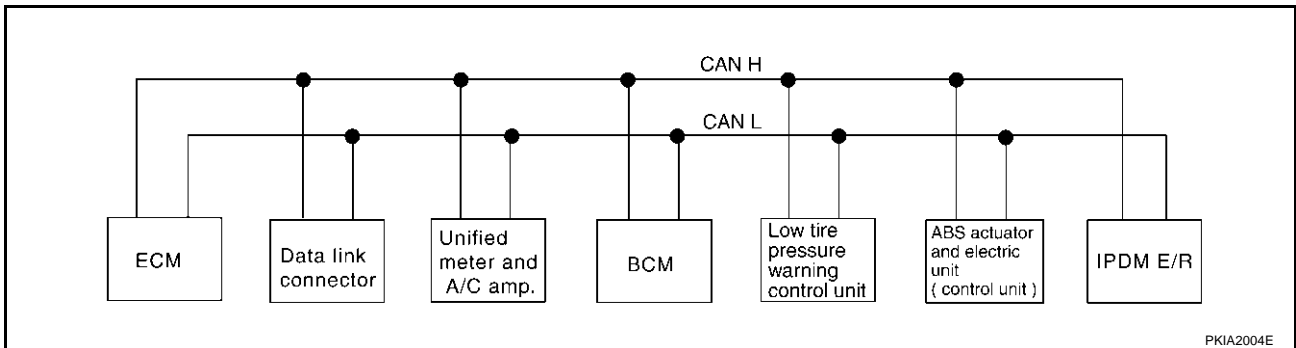 CAN H
CAN L
ECM
Data link
connector
Unified
meter and
A/C amp.
BCM
Low tire
pressure
warning
control unit
ABS actuator
and electric
unit
( control unit )
IPDM E/R
PKIA2004E